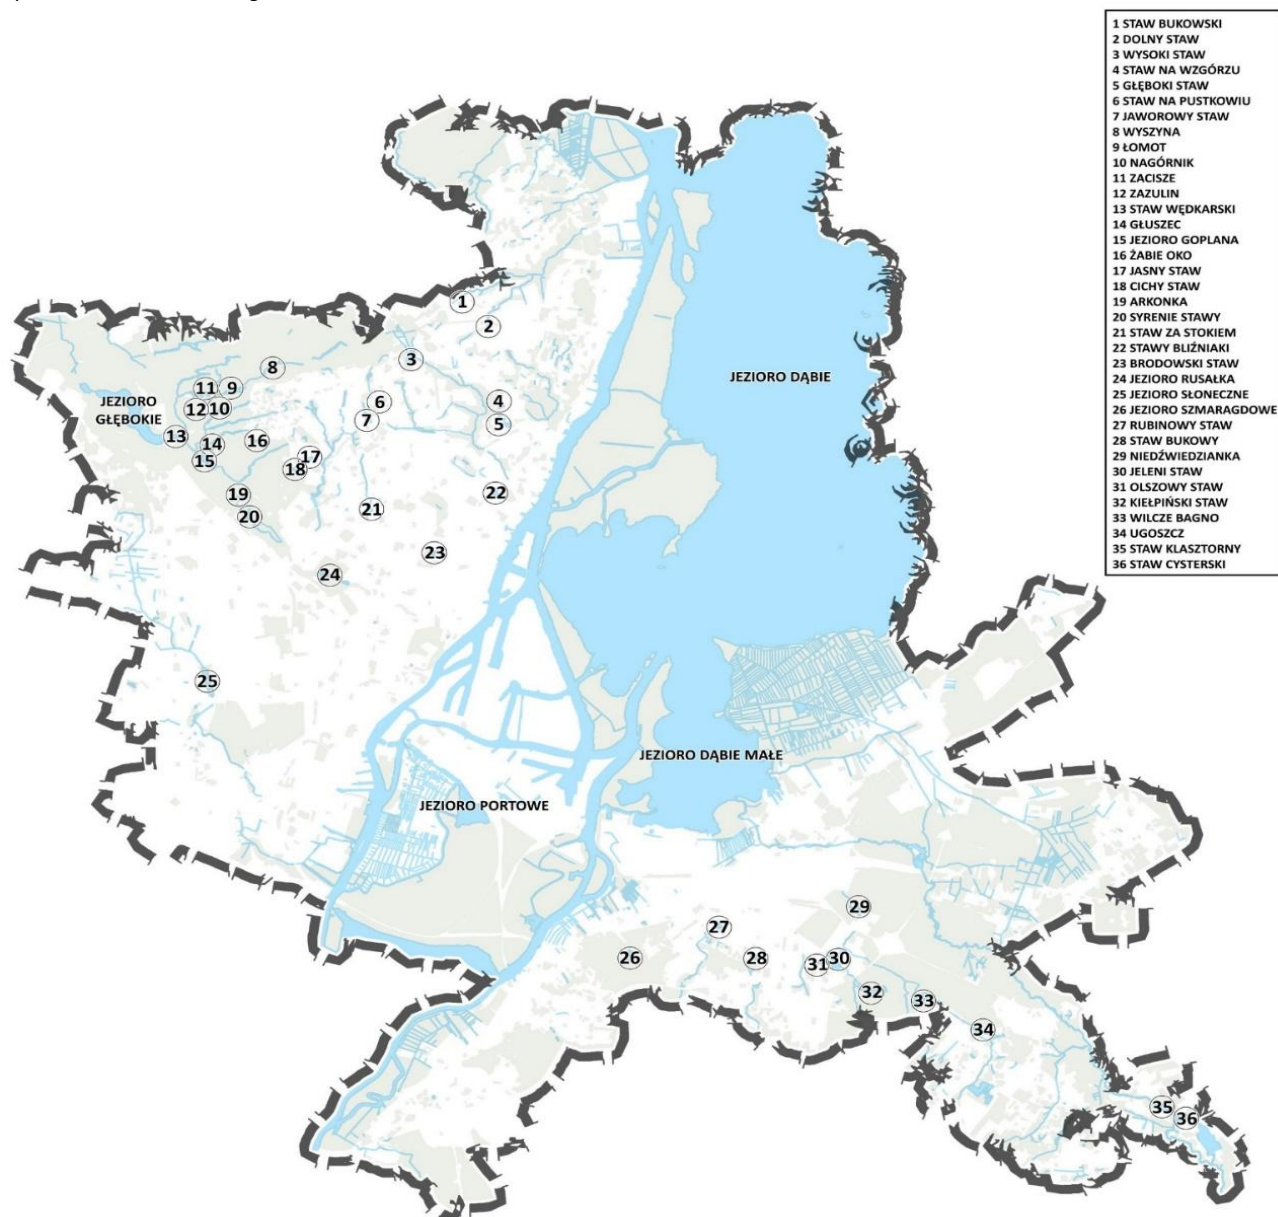 1 STAW BUKOWSKI
2 DOLNY STAW
3 WYSOKI STAW
4 STAW NA WZGÓRZU
5 GŁĘBOKI STAW
6 STAW NA PUSTKOWIU
7 JAWOROWY STAW
8 WYSZYNA
9 ŁOMOT
10 NAGÓRNIK
11 ZACISZE
12 ZAZULIN
13 STAW WĘDKARSKI
14 GŁUSZEC
15 JEZIORO GOPLANA
16 ŻABIE OKO
17 JASNY STAW
18 CICHY STAW
19 ARKONKA
20 SYRENIE STAWY
21 STAW ZA STOKIEM
22 STAWY BLIŹNIAKI
23 BRODOWSKI STAW
24 JEZIORO RUSAŁKA
25 JEZIORO SŁONECZNE
26 JEZIORO SZMARAGDOWE
27 RUBINOWY STAW
28 STAW BUKOWY
29 NIEDŹWIEDZIANKA
30 JELENI STAW
31 OLSZOWY STAW
32 KIEŁPIŃSKI STAW
33 WILCZE BAGNO
34 UGOSZCZ
35 STAW KLASZTORNY
36 STAW CYSTERSKI
1
2
3
8
JEZIORO DĄBIE
11 9
JEZIORO
GŁĘBOKIE
6
4
12 10
7
5
13
14
16
15
17
18
19
22
20
21
23
24
25
JEZIORO DĄBIE MAŁE
JEZIORO PORTOWE
29
27
26
28
31 30
32
33
34
35
36